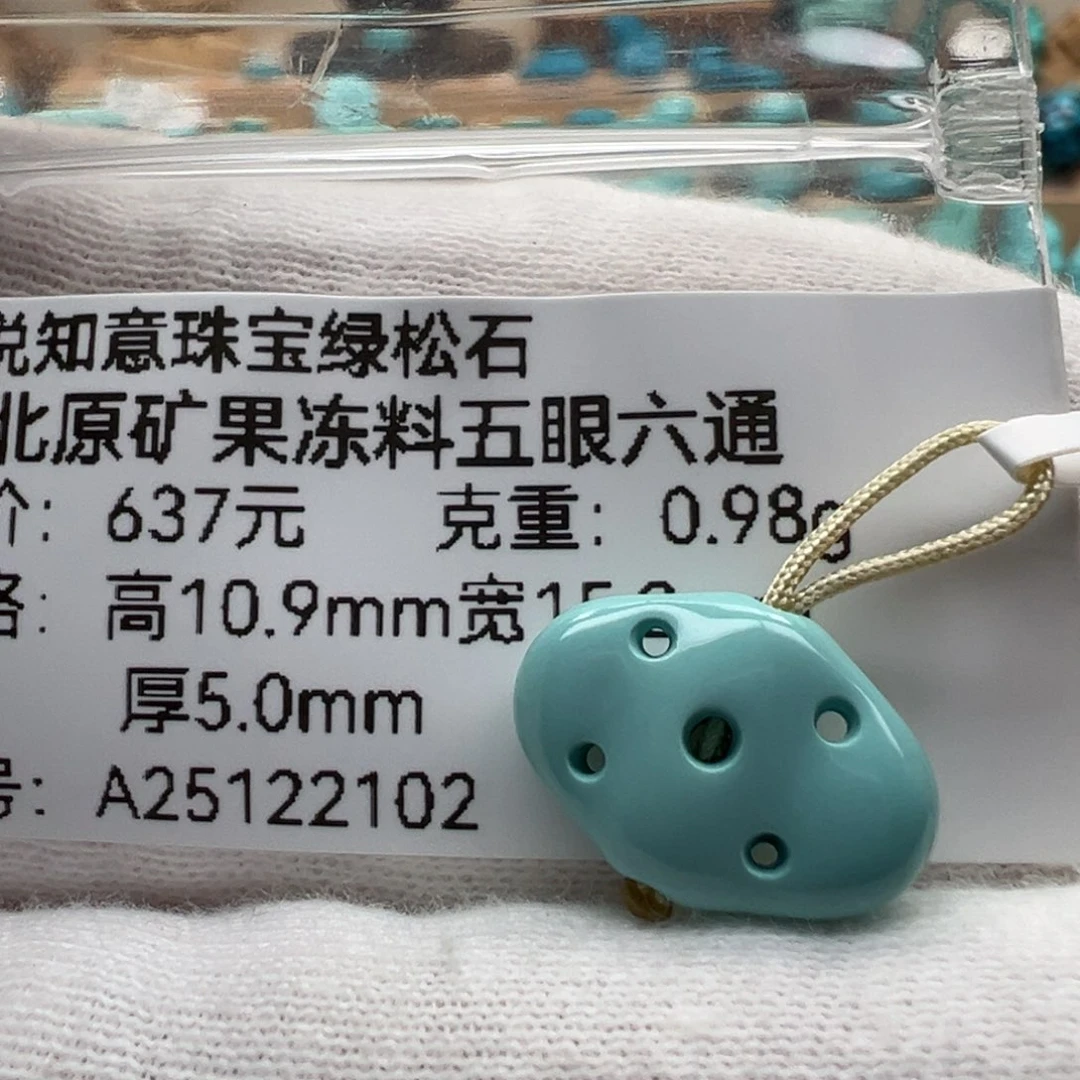 知意珠宝绿松石
北原矿果冻料五眼六通
价: 637元 克重: 0.98g
格: 高10.9mm宽15
厚5.0mm
号: A25122102